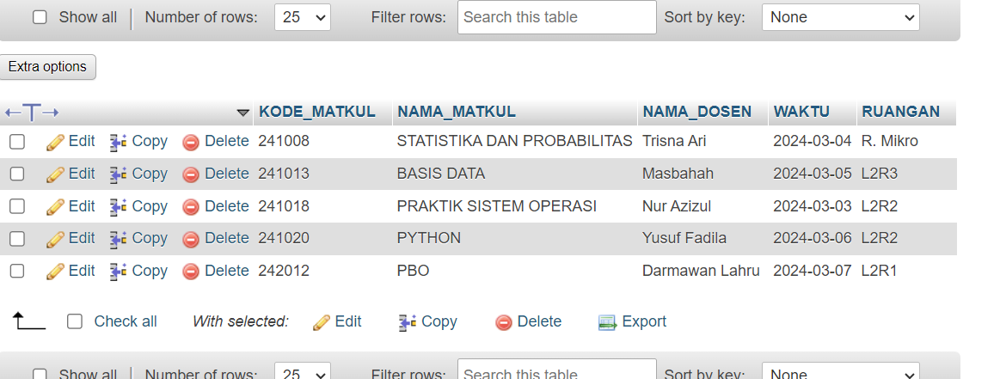 Show all Number of rows: 25 Filter rows: Search this table Sort by key: None
Extra options
KODE_MATKUL NAMA_MATKUL NAMA_DOSEN WAKTU RUANGAN
Edit Copy Delete 241008 STATISTIKA DAN PROBABILITAS Trisna Ari 2024-03-04 R. Mikro
Edit Copy Delete 241013 BASIS DATA Masbahah 2024-03-05 L2R3
Edit Copy Delete 241018 PRAKTIK SISTEM OPERASI Nur Azizul 2024-03-03 L2R2
Edit Copy Delete 241020 PYTHON Yusuf Fadila 2024-03-06 L2R2
Edit Copy Delete 242012 PBO Darmawan Lahru 2024-03-07 L2R1
Check all With selected: Edit Copy Delete Export
Show all Number of rows: 25 Filter rows: Search this table Sort by key: None